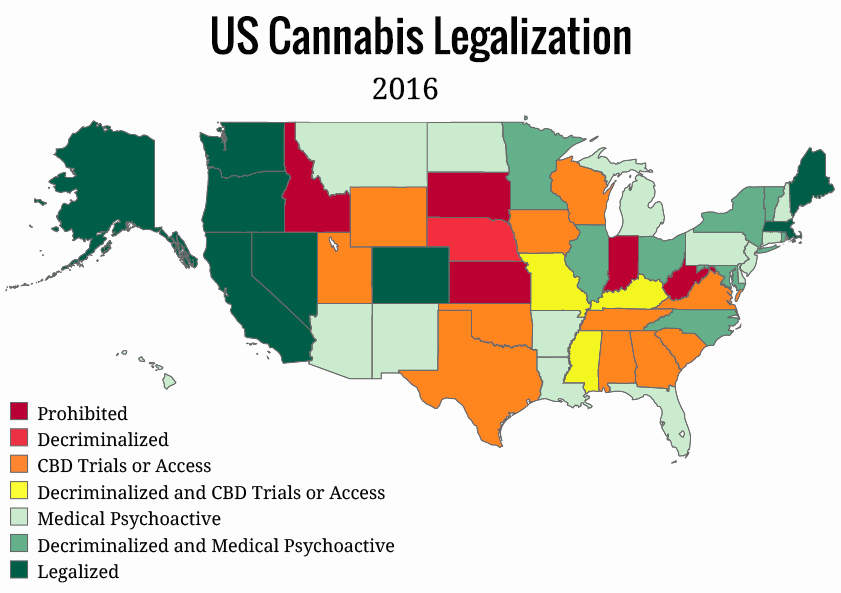 US Cannabis Legalization
2016
Prohibited
Decriminalized
CBD Trials or Access
Decriminalized and CBD Trials or Access
Medical Psychoactive
Decriminalized and Medical Psychoactive
Legalized